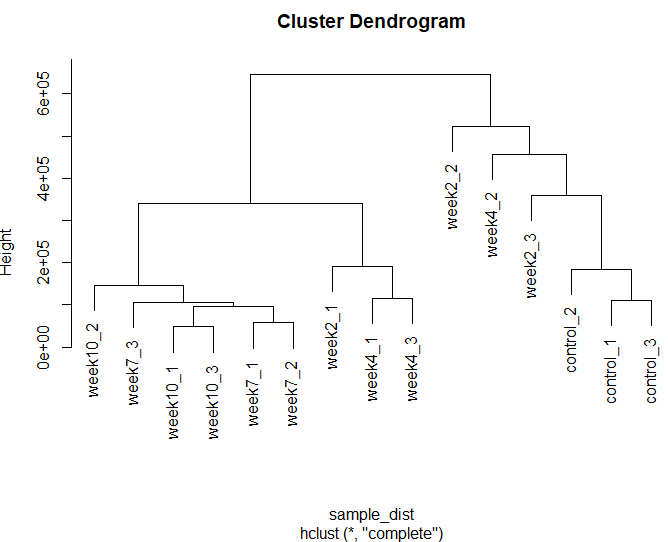 Cluster Dendrogram
Height
6e+05
4e+05
2e+05
0e+00
week10_2
week7_3
week10_1
week10_3
week7_1
week7_2
week2_1
week4_1
week4_3
week2_2
week4_2
week2_3
control_2
control_1
control_3
sample_dist
hclust (*, "complete")